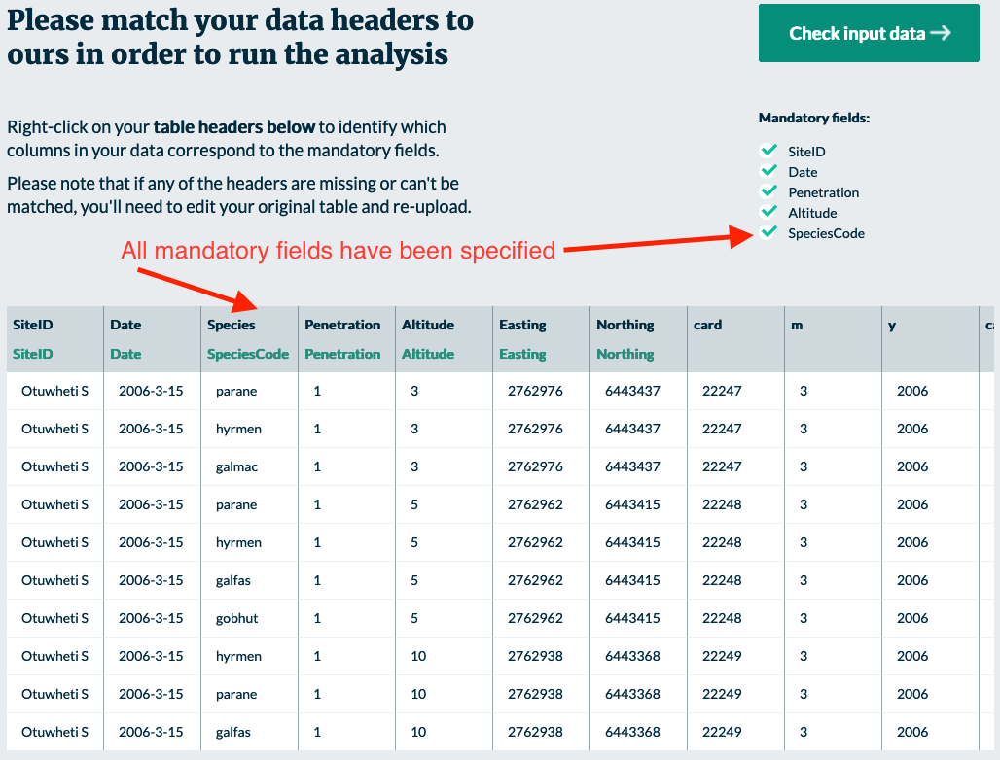 Please match your data headers to
ours in order to run the analysis
Check input data →
Right-click on your table headers below to identify which
columns in your data correspond to the mandatory fields.
Please note that if any of the headers are missing or can't be
matched, you'll need to edit your original table and re-upload.
Mandatory fields:
SiteID
Date
Penetration
Altitude
SpeciesCode
All mandatory fields have been specified
SiteID Date Species Penetration Altitude Easting Northing card m y
SiteID Date SpeciesCode Penetration Altitude Easting Northing
Otuwheti S 2006-3-15 parane 1 3 2762976 6443437 22247 3 2006
Otuwheti S 2006-3-15 hyrmen 1 3 2762976 6443437 22247 3 2006
Otuwheti S 2006-3-15 galmac 1 3 2762976 6443437 22247 3 2006
Otuwheti S 2006-3-15 parane 1 5 2762962 6443415 22248 3 2006
Otuwheti S 2006-3-15 hyrmen 1 5 2762962 6443415 22248 3 2006
Otuwheti S 2006-3-15 galfas 1 5 2762962 6443415 22248 3 2006
Otuwheti S 2006-3-15 gobhut 1 5 2762962 6443415 22248 3 2006
Otuwheti S 2006-3-15 hyrmen 1 10 2762938 6443368 22249 3 2006
Otuwheti S 2006-3-15 parane 1 10 2762938 6443368 22249 3 2006
Otuwheti S 2006-3-15 galfas 1 10 2762938 6443368 22249 3 2006